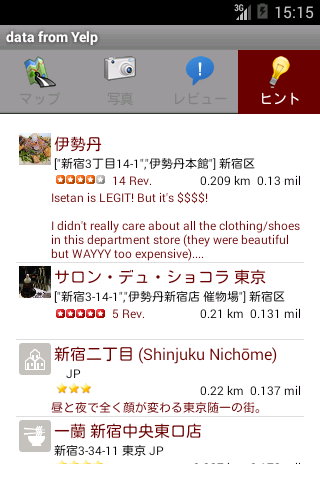 3G 15:15
data from Yelp
マップ 写真 レビュー ヒント
伊勢丹
["新宿3丁目14-1","伊勢丹本館"] 新宿区
14 Rev. 0.209 km 0.13 mil
Isetan is LEGIT! But it's $$$$!
I didn't really care about all the clothing/shoes
in this department store (they were beautiful
but WAYYY too expensive)....
サロン・デュ・ショコラ 東京
["新宿3-14-1","伊勢丹新宿店 催物場"] 新宿区
5 Rev. 0.21 km 0.131 mil
新宿二丁目 (Shinjuku Nichōme)
JP
0.22 km 0.137 mil
昼と夜で全く顔が変わる東京随一の街。
一蘭 新宿中央東口店
新宿3-34-11 東京 JP